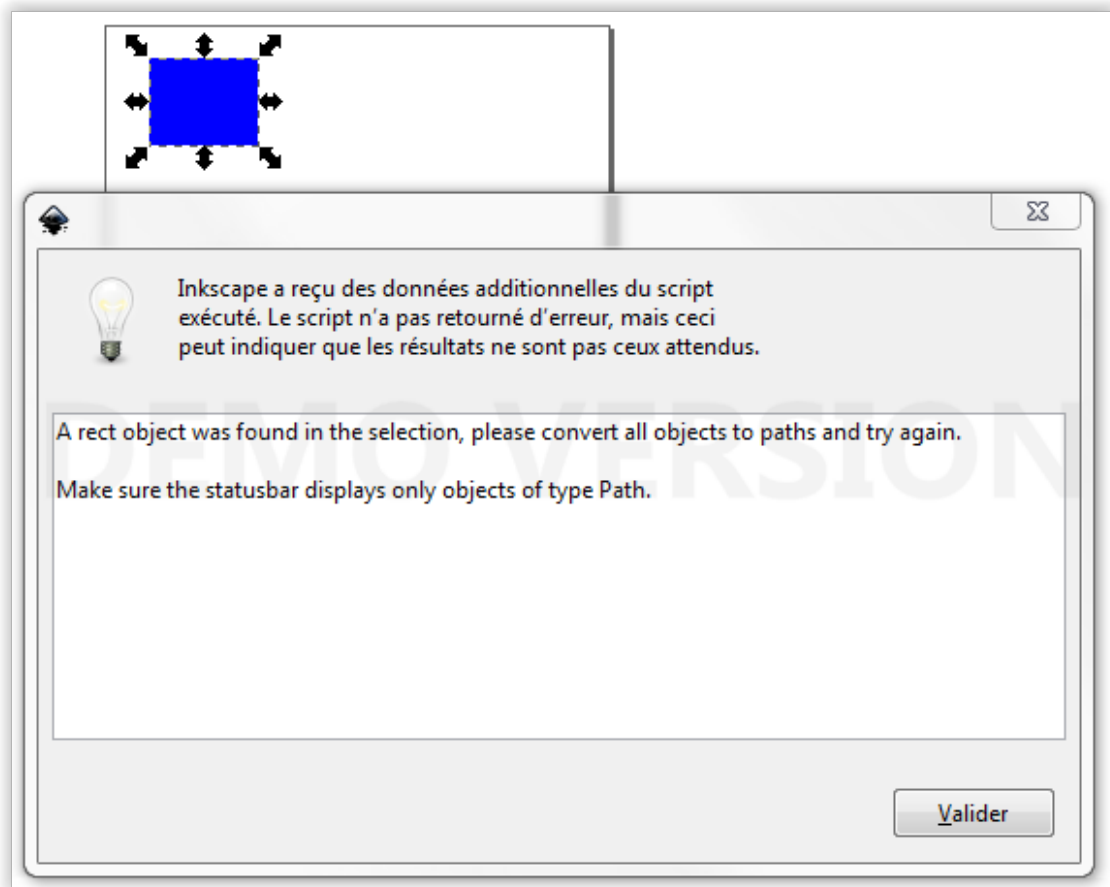 Inkscape a reçu des données additionnelles du script
exécuté. Le script n'a pas retourné d'erreur, mais ceci
peut indiquer que les résultats ne sont pas ceux attendus.
DEMO VERSION
A rect object was found in the selection, please convert all objects to paths and try again.
Make sure the statusbar displays only objects of type Path.
Valider